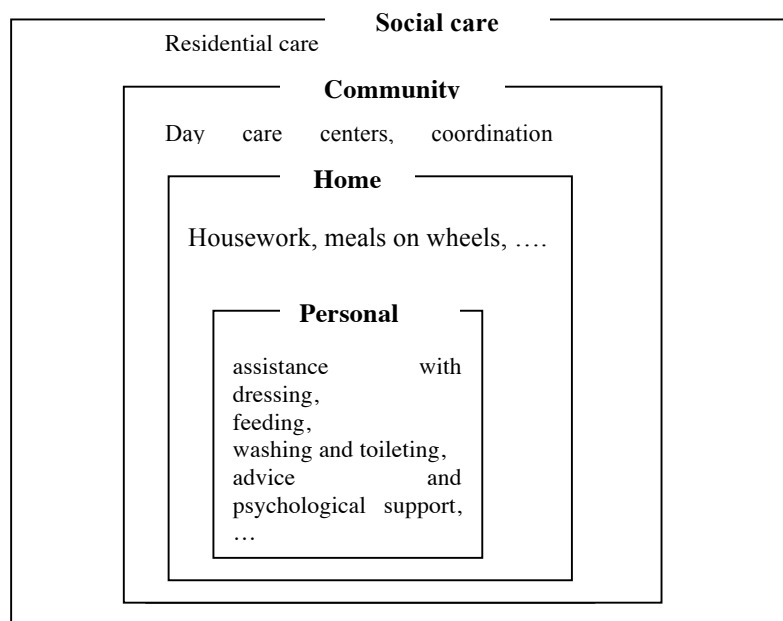 Social care
Residential care
Community
Day care centers, coordination
Home
Housework, meals on wheels, ….
Personal
assistance with
dressing,
feeding,
washing and toileting,
advice and
psychological support,
…